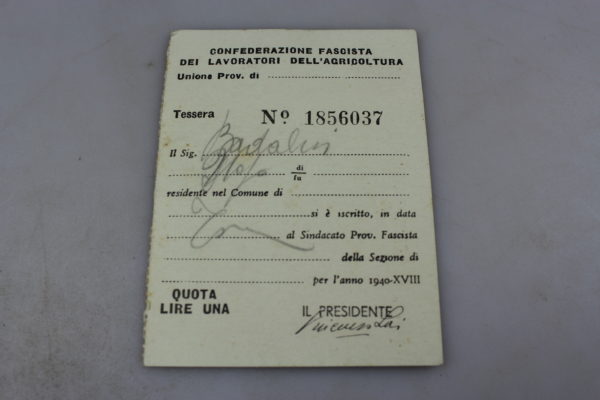 CONFEDERAZIONE FASCISTA
DEI LAVORATORI DELL'AGRICOLTURA
Unione Prov. di
Tessera Nº 1856037
Il Sig. Badalini
di
fu
residente nel Comune di
si è iscritto, in data
al Sindacato Prov. Fascista
della Sezione di
per l'anno 1940-XVIII
QUOTA
LIRE UNA
IL PRESIDENTE